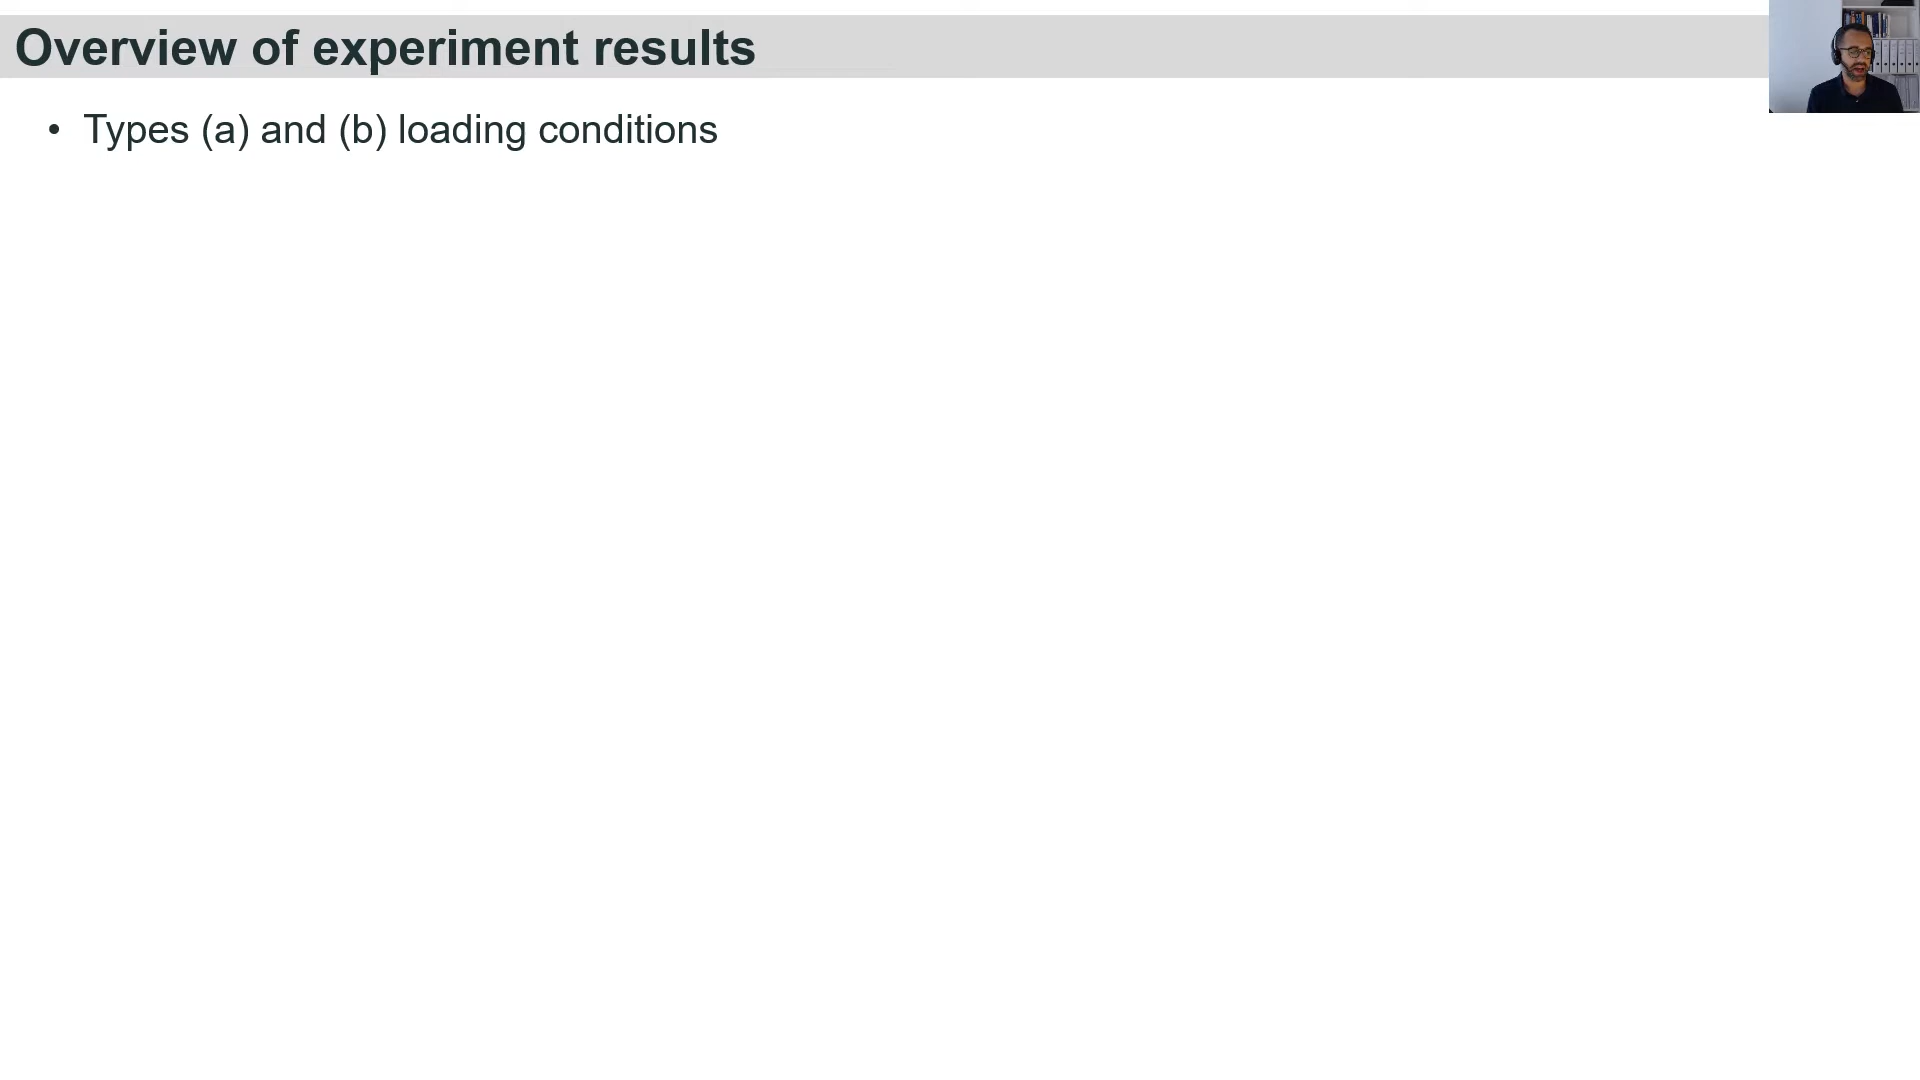 Overview of experiment results
• Types (a) and (b) loading conditions